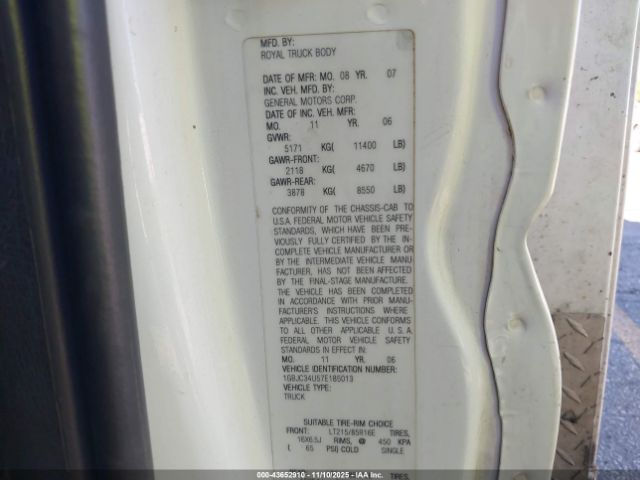 MFD. BY:
ROYAL TRUCK BODY
DATE OF MFR: MO. 08 YR. 07
INC. VEH. MFD. BY:
GENERAL MOTORS CORP.
DATE OF INC. VEH. MFR:
MO. 11 YR. 06
GVWR:
5171 KG( 11400 LB)
GAWR-FRONT:
2118 KG( 4670 LB)
GAWR-REAR:
3878 KG( 8550 LB)
CONFORMITY OF THE CHASSIS-CAB TO
U.S.A. FEDERAL MOTOR VEHICLE SAFETY
STANDARDS, WHICH HAVE BEEN PRE-
VIOUSLY FULLY CERTIFIED BY THE IN-
COMPLETE VEHICLE MANUFACTURER OR
BY THE INTERMEDIATE VEHICLE MANU-
FACTURER, HAS NOT BEEN AFFECTED
BY THE FINAL-STAGE MANUFACTURER.
THE VEHICLE HAS BEEN COMPLETED
IN ACCORDANCE WITH PRIOR MANU-
FACTURER'S INSTRUCTIONS WHERE
APPLICABLE. THIS VEHICLE CONFORMS
TO ALL OTHER APPLICABLE U.S.A.
FEDERAL MOTOR VEHICLE SAFETY
STANDARDS IN EFFECT IN:
MO. 11 YR. 06
VEHICLE IDENTIFICATION NUMBER:
1GBJC34U57E185013
VEHICLE TYPE:
TRUCK
SUITABLE TIRE-RIM CHOICE
FRONT: LT215/85R16E TIRES,
16X6.5J RIMS, @ 450 KPA
( 65 PSI) COLD SINGLE
TIRES
000-43652910 - 11/10/2025 - IAAI.COM